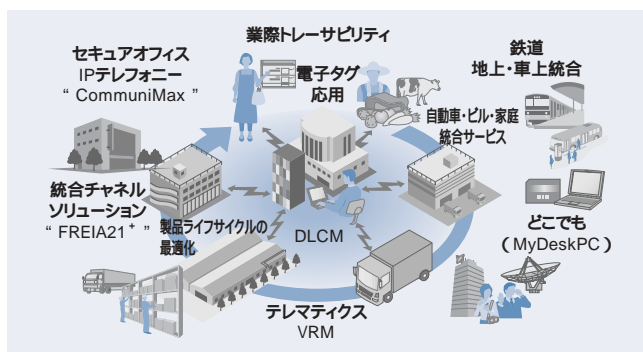 業際トレーサビリティ
セキュアオフィス
IPテレフォニー
“ CommuniMax ”
電子タグ
応用
鉄道
地上・車上統合
自動車・ビル・家庭
統合サービス
統合チャネル
ソリューション
“ FREIA21⁺ ”
製品ライフサイクルの
最適化
DLCM
どこでも
（MyDeskPC）
テレマティクス
VRM